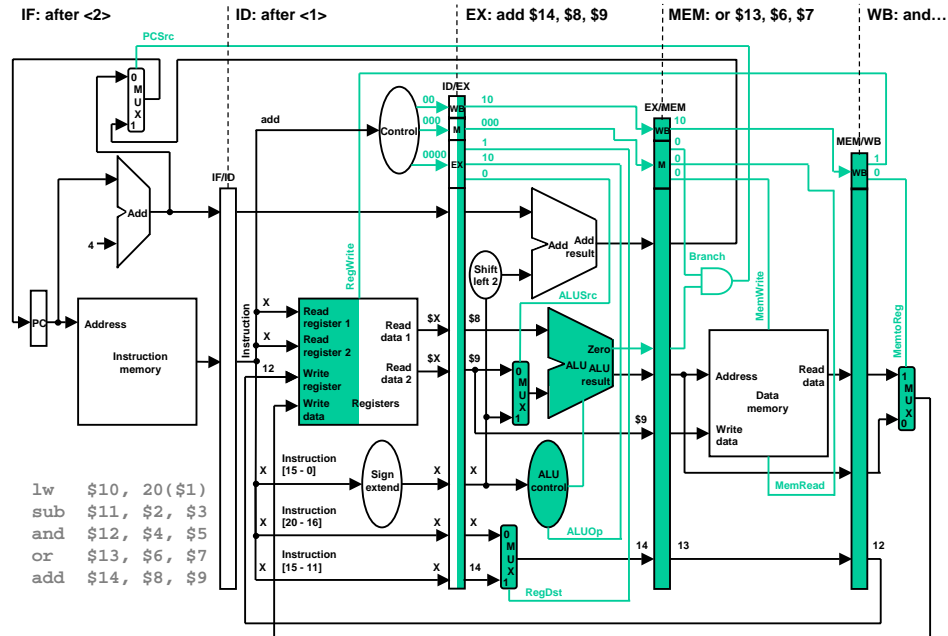 IF: after <2>
ID: after <1>
EX: add $14, $8, $9
MEM: or $13, $6, $7
WB: and…
PCSrc
0
M
U
X
1
add
Control
00
000
0000
ID/EX
WB
M
EX
10
000
1
10
0
EX/MEM
WB
M
10
0
0
0
MEM/WB
WB
1
0
IF/ID
Add
4
RegWrite
Add
Add
result
Shift
left 2
ALUSrc
Branch
MemWrite
MemtoReg
PC
Address
Instruction
memory
Instruction
X
X
12
Read
register 1
Read
register 2
Write
register
Write
data
Registers
Read
data 1
Read
data 2
$X
$X
$8
$9
0
M
U
X
1
Zero
ALU
ALU
result
$9
Address
Write
data
Data
memory
Read
data
1
M
U
X
0
MemRead
X
Instruction
[15 - 0]
Sign
extend
X
X
ALU
control
ALUOp
X
Instruction
[20 - 16]
X
X
X
Instruction
[15 - 11]
X
14
0
M
U
X
1
RegDst
14
13
12
lw $10, 20($1)
sub $11, $2, $3
and $12, $4, $5
or $13, $6, $7
add $14, $8, $9